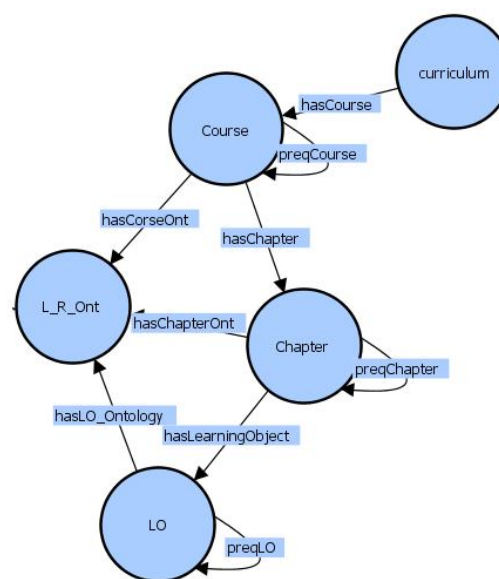 curriculum
hasCourse
Course
preqCourse
hasCorseOnt
hasChapter
L_R_Ont
hasChapterOnt
Chapter
preqChapter
hasLO_Ontology
hasLearningObject
LO
preqLO